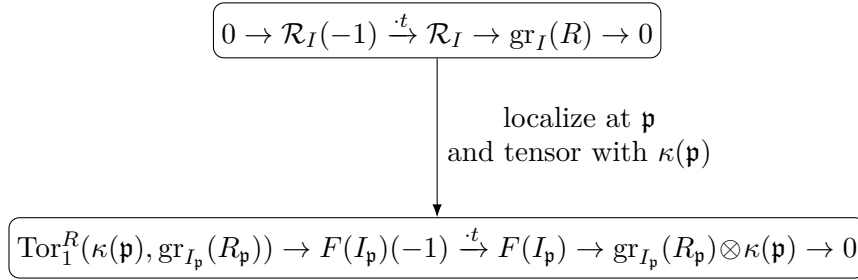 0 → ℛ_I(−1) —·t→ ℛ_I → gr_I(R) → 0
localize at 𝔭
and tensor with κ(𝔭)
Tor₁^R(κ(𝔭), gr_{I_𝔭}(R_𝔭)) → F(I_𝔭)(−1) —·t→ F(I_𝔭) → gr_{I_𝔭}(R_𝔭)⊗κ(𝔭) → 0